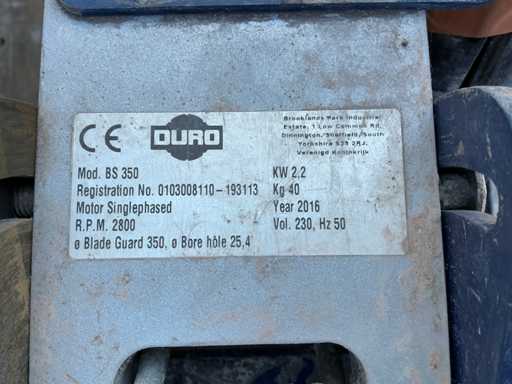 CE DURO
Brooklands Park Industrial
Estate, 1 Low Common Rd,
Dinnington, Sheffield, South
Yorkshire S25 2RJ,
Verenigd Koninkrijk
Mod. BS 350
KW 2,2
Registration No. 0103008110-193113
Kg 40
Motor Singlephased
Year 2016
R.P.M. 2800
Vol. 230, Hz 50
ø Blade Guard 350, ø Bore hôle 25,4